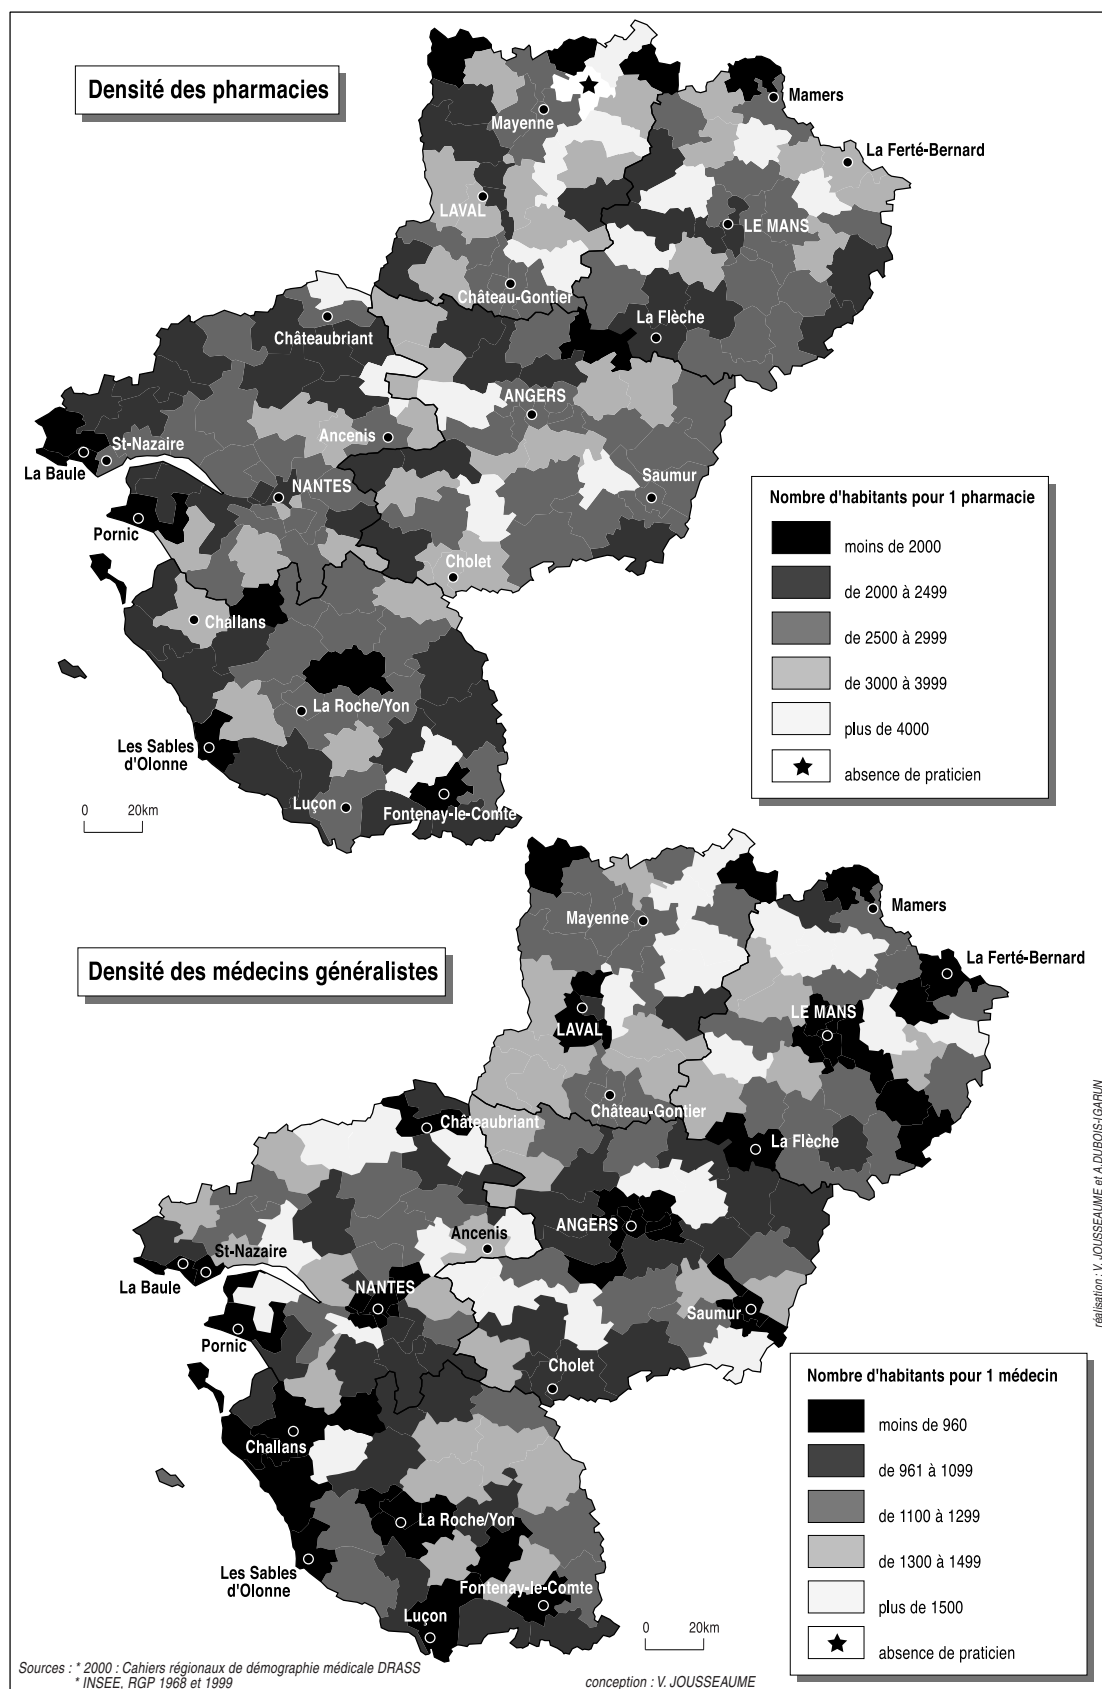 Densité des pharmacies
Mamers
Mayenne
La Ferté-Bernard
LAVAL
LE MANS
Château-Gontier
La Flèche
Châteaubriant
ANGERS
Ancenis
St-Nazaire
La Baule
Saumur
NANTES
Pornic
Cholet
Challans
La Roche/Yon
Les Sables
d'Olonne
Luçon
Fontenay-le-Comte
0 20km
Nombre d'habitants pour 1 pharmacie
moins de 2000
de 2000 à 2499
de 2500 à 2999
de 3000 à 3999
plus de 4000
absence de praticien
Densité des médecins généralistes
Mamers
Mayenne
La Ferté-Bernard
LAVAL
LE MANS
Château-Gontier
Châteaubriant
La Flèche
ANGERS
Ancenis
St-Nazaire
La Baule
NANTES
Saumur
Pornic
Cholet
Challans
La Roche/Yon
Les Sables
d'Olonne
Fontenay-le-Comte
Luçon
0 20km
Nombre d'habitants pour 1 médecin
moins de 960
de 961 à 1099
de 1100 à 1299
de 1300 à 1499
plus de 1500
absence de praticien
réalisation : V. JOUSSEAUME et A.DUBOIS-IGARUN
Sources : * 2000 : Cahiers régionaux de démographie médicale DRASS
* INSEE, RGP 1968 et 1999
conception : V. JOUSSEAUME